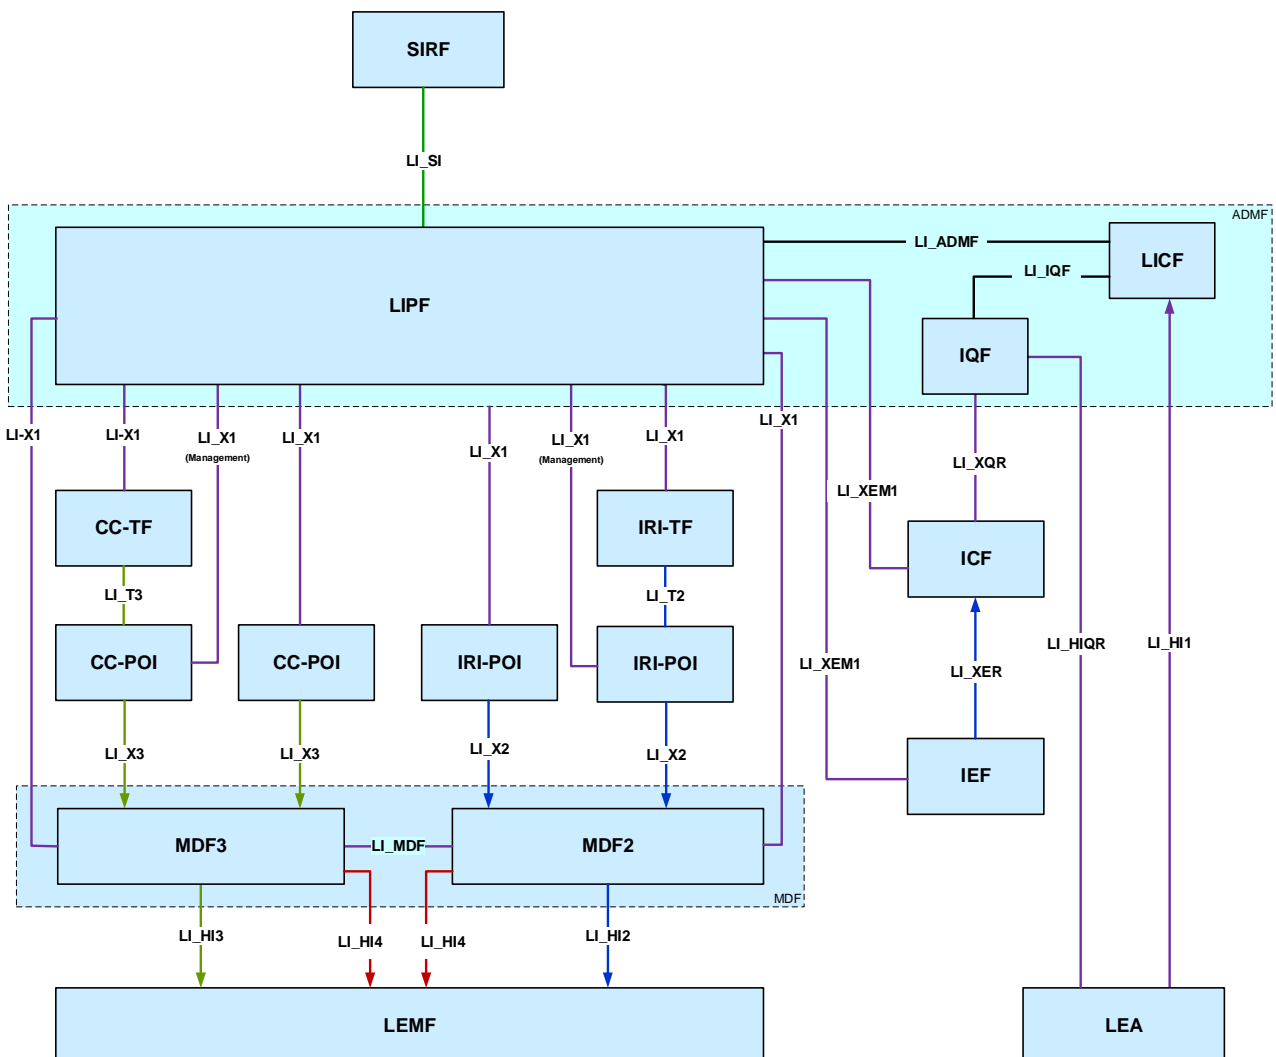 SIRF
LI_SI
ADMF
LI_ADMF
LICF
LI_IQF
LIPF
IQF
LI-X1
LI-X1
LI_X1
(Management)
LI_X1
LI_X1
LI_X1
(Management)
LI_X1
LI_X1
LI_XQR
LI_XEM1
CC-TF
IRI-TF
ICF
LI_T3
LI_T2
LI_HIQR
LI_HI1
CC-POI
CC-POI
IRI-POI
IRI-POI
LI_XEM1
LI_XER
LI_X3
LI_X3
LI_X2
LI_X2
IEF
MDF3
LI_MDF
MDF2
MDF
LI_HI3
LI_HI4
LI_HI4
LI_HI2
LEMF
LEA